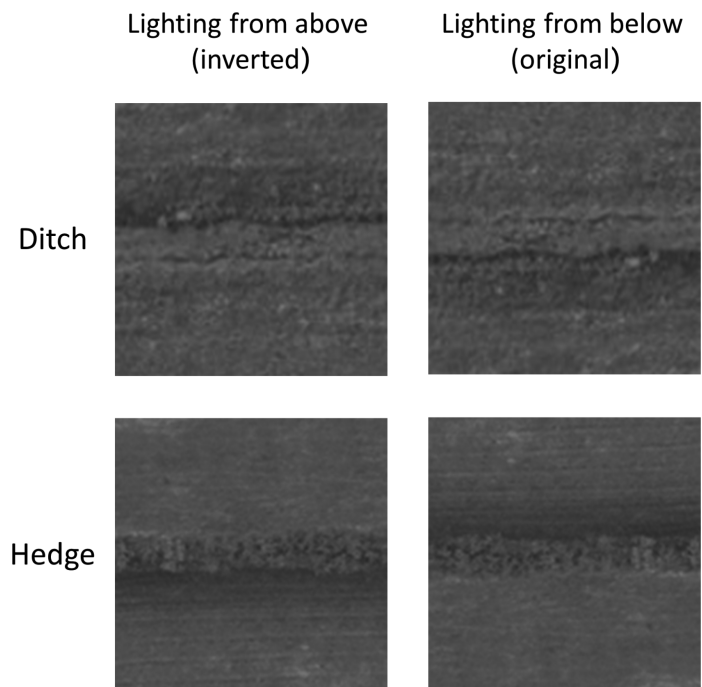 Lighting from above
(inverted)
Lighting from below
(original)
Ditch
Hedge